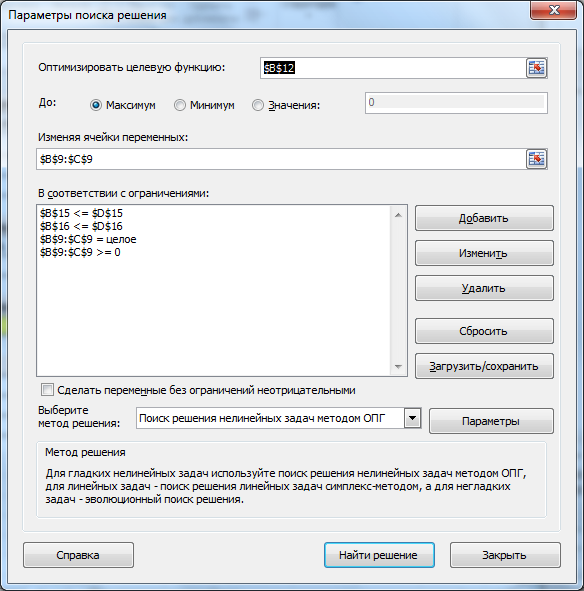 Параметры поиска решения
Оптимизировать целевую функцию: $B$12
До: Максимум Минимум Значения: 0
Изменяя ячейки переменных:
$B$9:$C$9
В соответствии с ограничениями:
$B$15 <= $D$15
$B$16 <= $D$16
$B$9:$C$9 = целое
$B$9:$C$9 >= 0
Добавить
Изменить
Удалить
Сбросить
Загрузить/сохранить
Сделать переменные без ограничений неотрицательными
Выберите
метод решения:
Поиск решения нелинейных задач методом ОПГ
Параметры
Метод решения
Для гладких нелинейных задач используйте поиск решения нелинейных задач методом ОПГ,
для линейных задач - поиск решения линейных задач симплекс-методом, а для негладких
задач - эволюционный поиск решения.
Справка
Найти решение
Закрыть